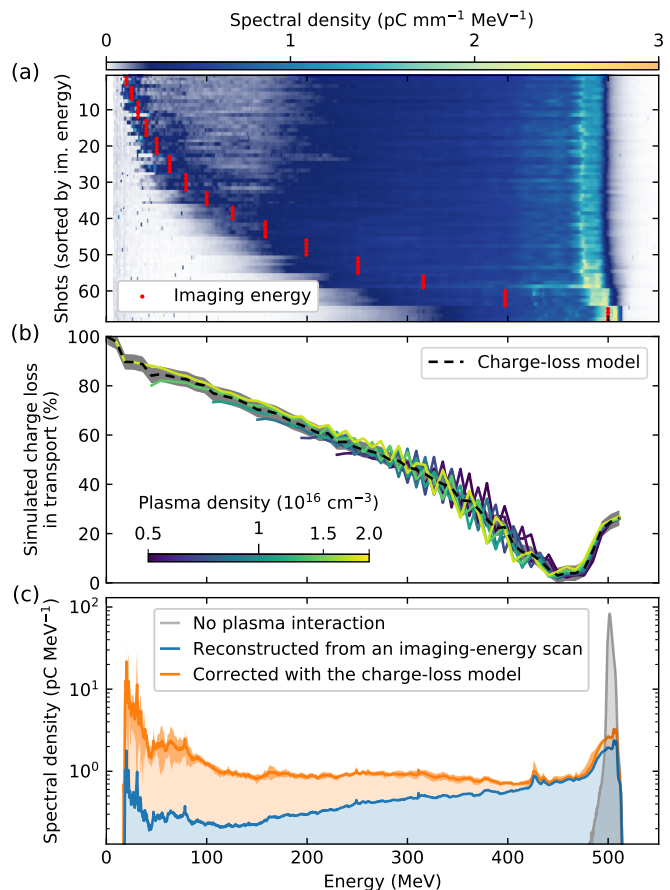 Spectral density (pC mm⁻¹ MeV⁻¹)
0 1 2 3
(a)
Shots (sorted by im. energy)
10
20
30
40
50
60
Imaging energy
(b)
Simulated charge loss
in transport (%)
100
80
60
40
20
0
Charge-loss model
Plasma density (10¹⁶ cm⁻³)
0.5 1 1.5 2.0
(c)
Spectral density (pC MeV⁻¹)
10²
10¹
10⁰
No plasma interaction
Reconstructed from an imaging-energy scan
Corrected with the charge-loss model
0 100 200 300 400 500
Energy (MeV)